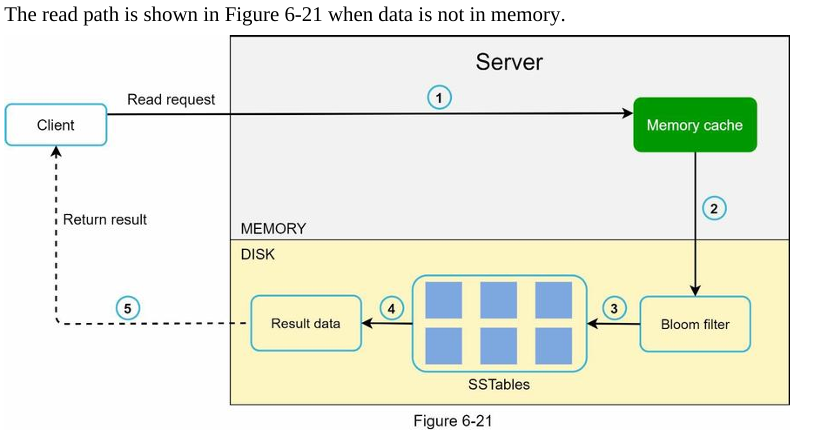 The read path is shown in Figure 6-21 when data is not in memory.
Server
Read request
1
Client
Memory cache
2
Return result
MEMORY
DISK
5
Result data
4
3
Bloom filter
SSTables
Figure 6-21